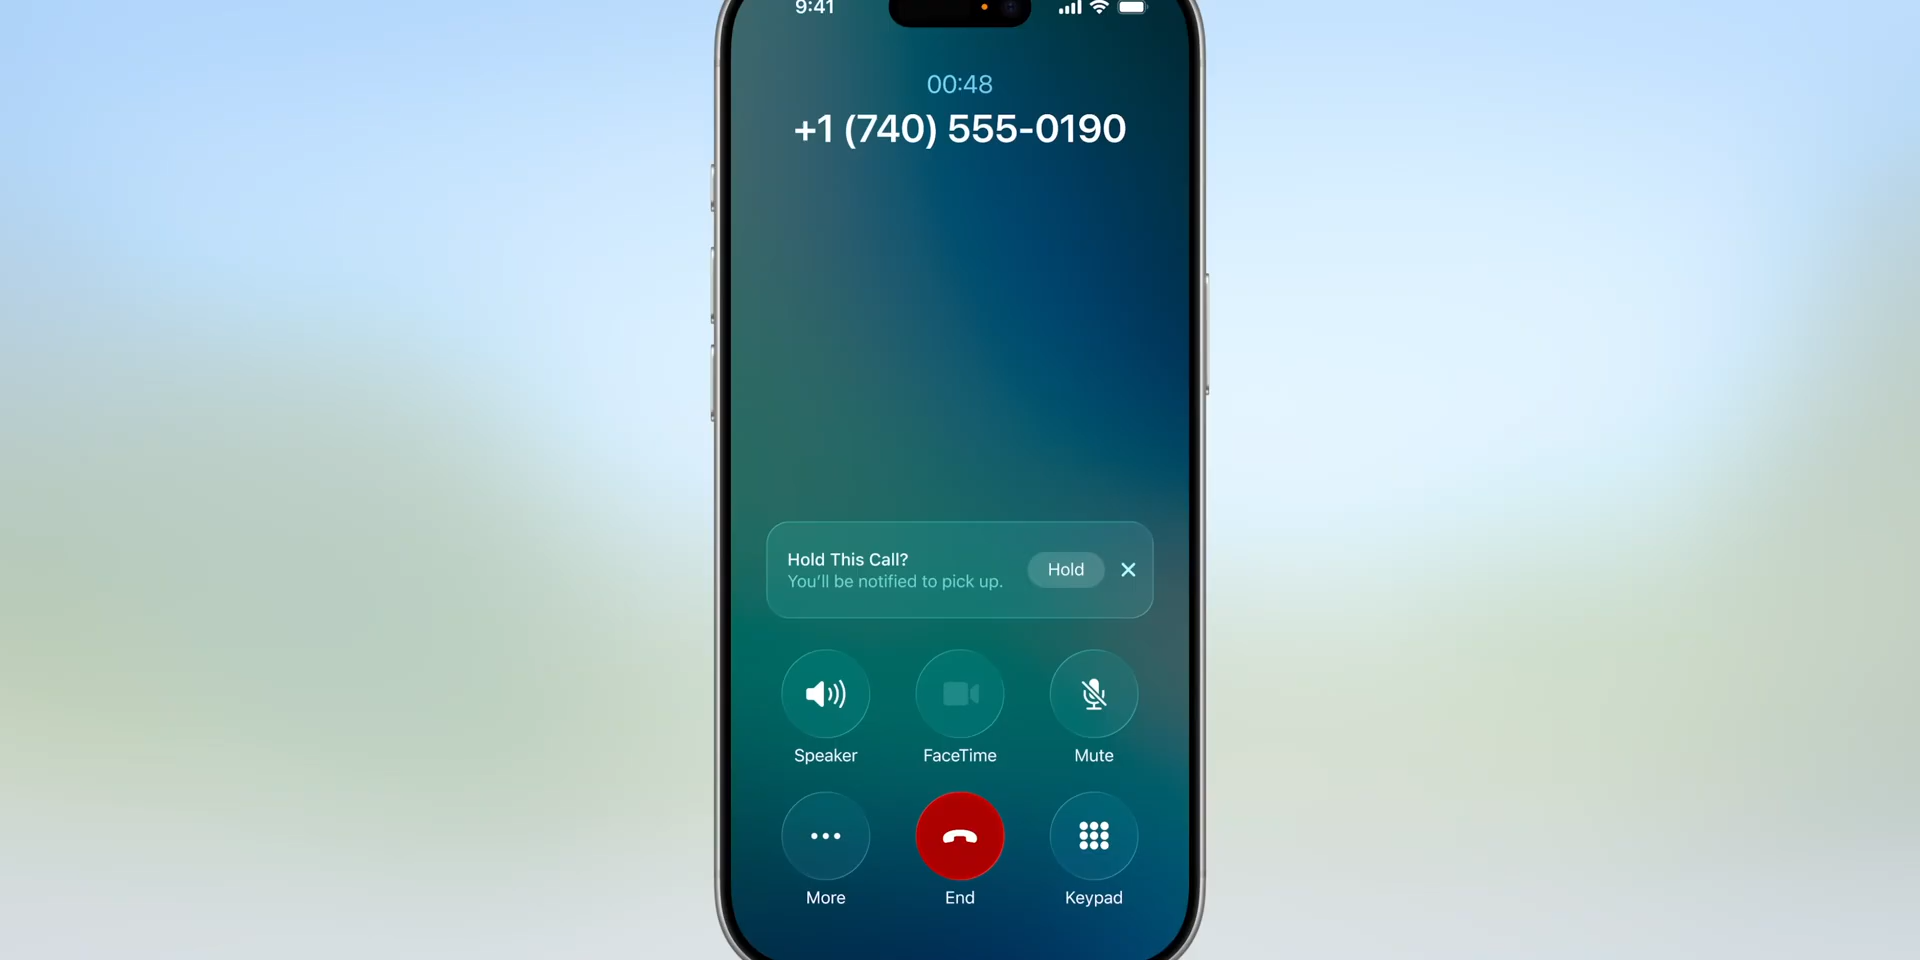 9:41
00:48
+1 (740) 555-0190
Hold This Call?
You’ll be notified to pick up.
Hold
Speaker
FaceTime
Mute
More
End
Keypad